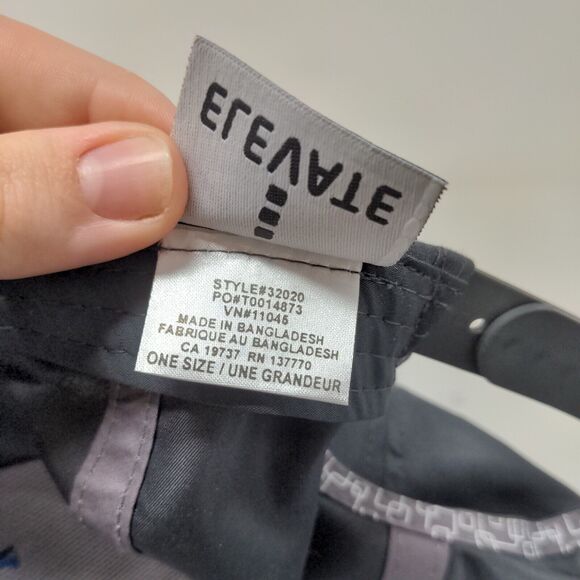 ELEVATE
STYLE#32020
PO#T0014873
VN#11045
MADE IN BANGLADESH
FABRIQUE AU BANGLADESH
CA 19737 RN 137770
ONE SIZE / UNE GRANDEUR